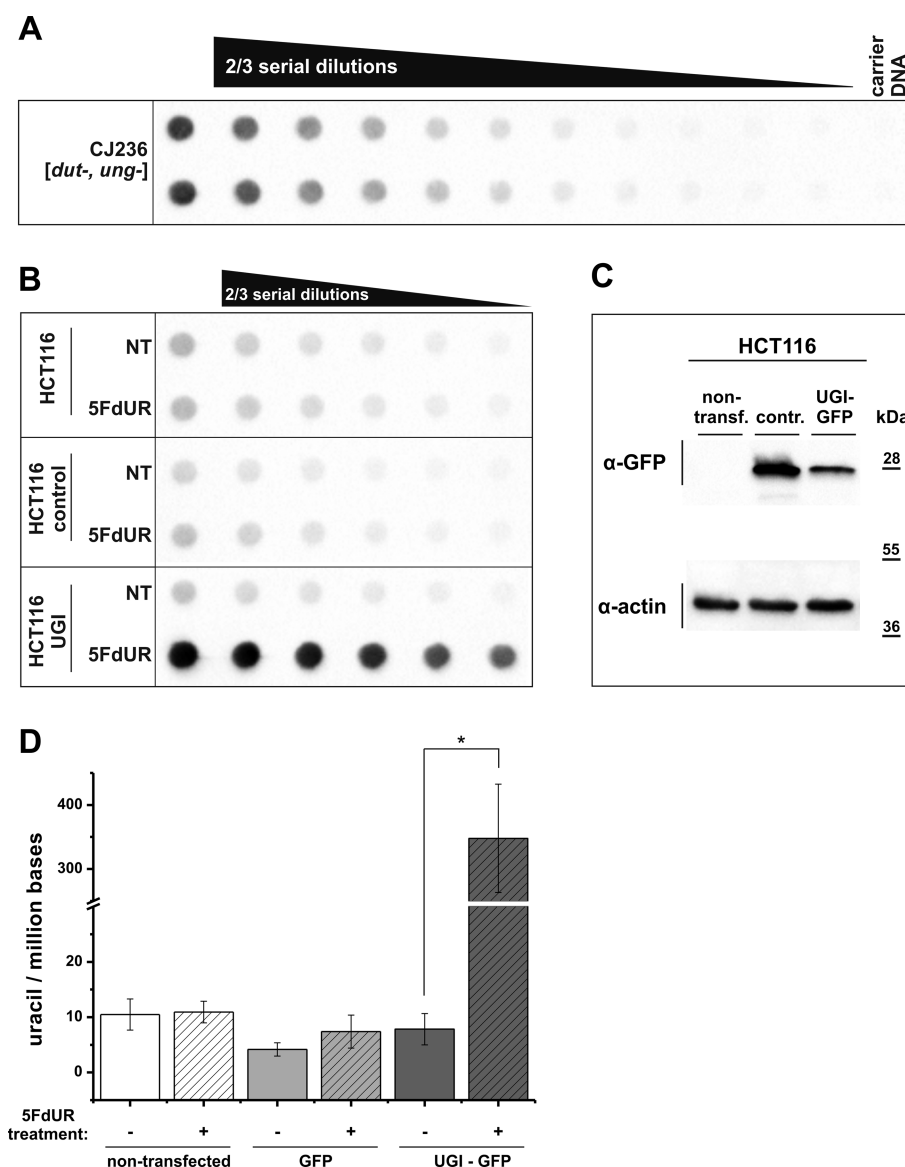 A
2/3 serial dilutions
carrier
DNA
CJ236
[dut-, ung-]
B
2/3 serial dilutions
HCT116
NT
5FdUR
HCT116
control
NT
5FdUR
HCT116
UGI
NT
5FdUR
C
HCT116
non-
transf.
contr.
UGI-
GFP
kDa
α-GFP
28
55
α-actin
36
D
*
uracil / million bases
400
300
20
10
0
5FdUR
treatment:
- + - + - +
non-transfected GFP UGI - GFP